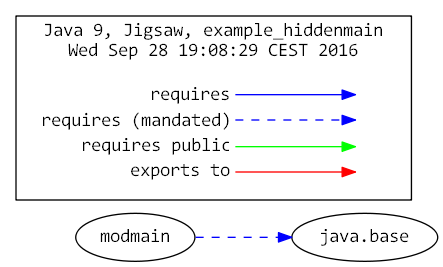 Java 9, Jigsaw, example_hiddenmain
Wed Sep 28 19:08:29 CEST 2016
requires
requires (mandated)
requires public
exports to
modmain
java.base